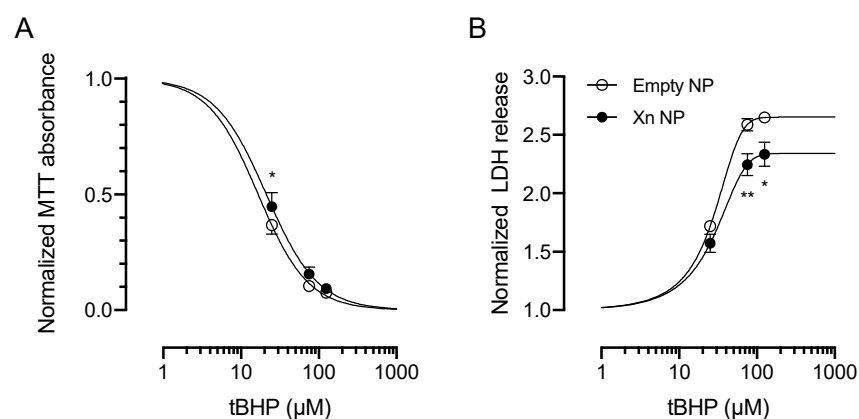 A
Normalized MTT absorbance
1.0
0.5
0.0
*
1 10 100 1000
tBHP (µM)
B
Normalized LDH release
3.0
2.5
2.0
1.5
1.0
Empty NP
Xn NP
** *
1 10 100 1000
tBHP (µM)